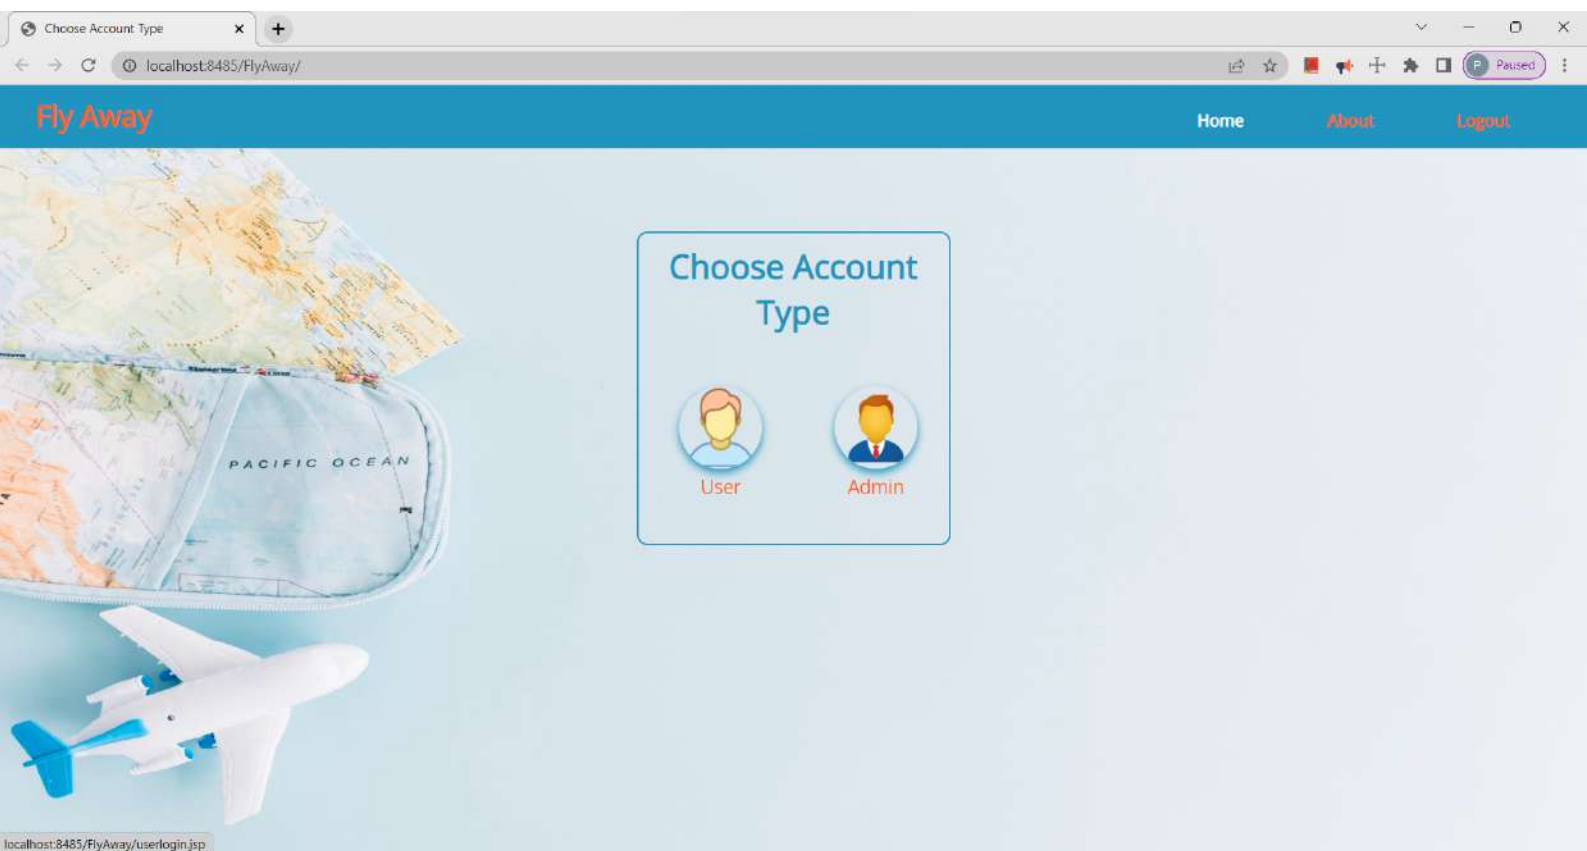 Choose Account Type
localhost:8485/FlyAway/
P Paused
Fly Away
Home About Logout
Choose Account
Type
PACIFIC OCEAN
User Admin
localhost:8485/FlyAway/userlogin.jsp